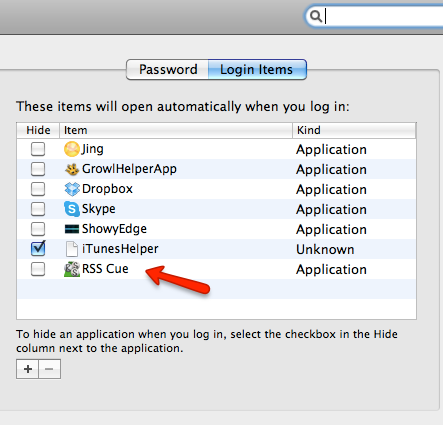 Password Login Items
These items will open automatically when you log in:
Hide Item Kind
Jing Application
GrowlHelperApp Application
Dropbox Application
Skype Application
ShowyEdge Application
iTunesHelper Unknown
RSS Cue Application
To hide an application when you log in, select the checkbox in the Hide
column next to the application.
+ −